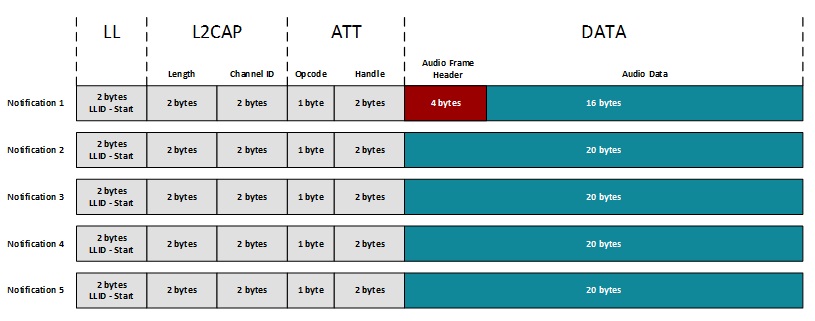 LL L2CAP ATT DATA
Length Channel ID Opcode Handle Audio Frame Header Audio Data
Notification 1 2 bytes LLID - Start 2 bytes 2 bytes 1 byte 2 bytes 4 bytes 16 bytes
Notification 2 2 bytes LLID - Start 2 bytes 2 bytes 1 byte 2 bytes 20 bytes
Notification 3 2 bytes LLID - Start 2 bytes 2 bytes 1 byte 2 bytes 20 bytes
Notification 4 2 bytes LLID - Start 2 bytes 2 bytes 1 byte 2 bytes 20 bytes
Notification 5 2 bytes LLID - Start 2 bytes 2 bytes 1 byte 2 bytes 20 bytes